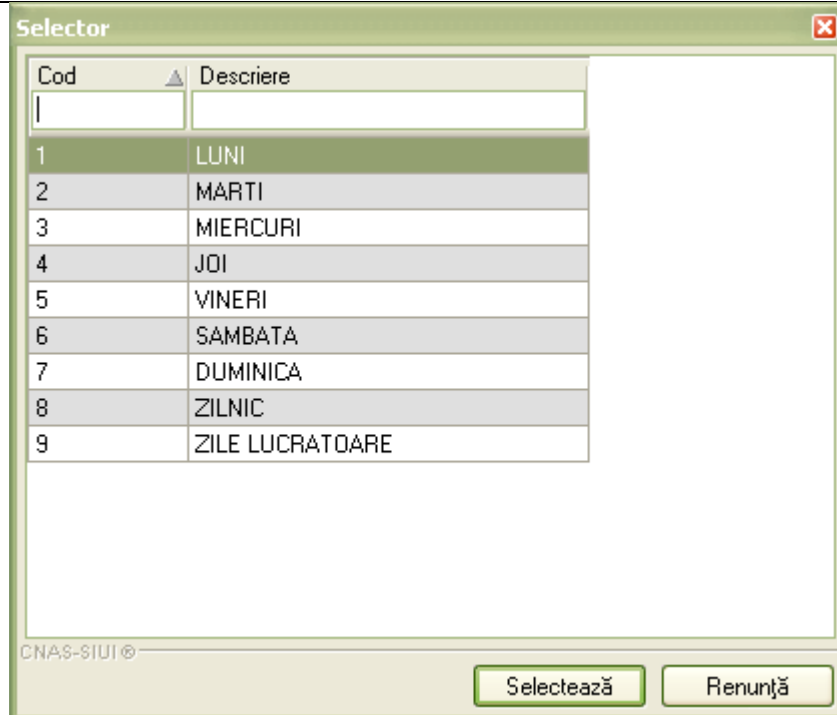 Selector
Cod Descriere
1 LUNI
2 MARTI
3 MIERCURI
4 JOI
5 VINERI
6 SAMBATA
7 DUMINICA
8 ZILNIC
9 ZILE LUCRATOARE
CNAS-SIUI®
Selectează Renunţă